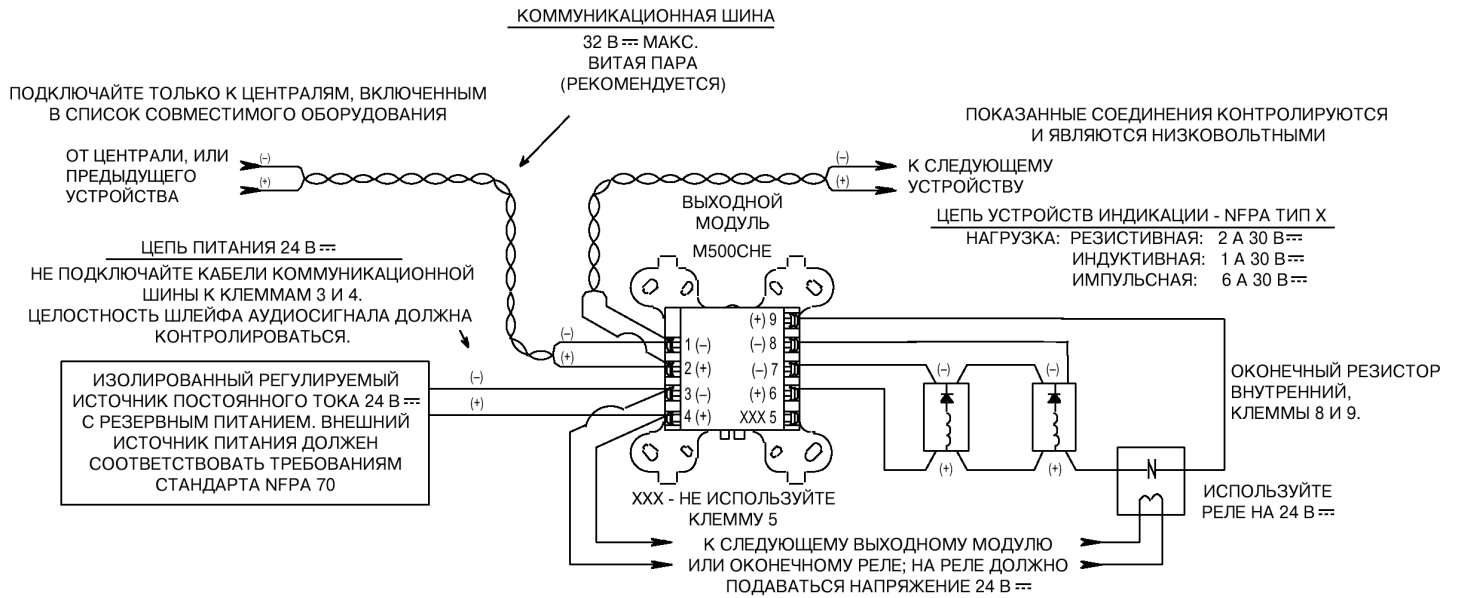 КОММУНИКАЦИОННАЯ ШИНА
32 В ⎓ МАКС.
ВИТАЯ ПАРА
(РЕКОМЕНДУЕТСЯ)
ПОДКЛЮЧАЙТЕ ТОЛЬКО К ЦЕНТРАЛЯМ, ВКЛЮЧЕННЫМ
В СПИСОК СОВМЕСТИМОГО ОБОРУДОВАНИЯ
ПОКАЗАННЫЕ СОЕДИНЕНИЯ КОНТРОЛИРУЮТСЯ
И ЯВЛЯЮТСЯ НИЗКОВОЛЬТНЫМИ
ОТ ЦЕНТРАЛИ, ИЛИ
ПРЕДЫДУЩЕГО
УСТРОЙСТВА
(–)
(+)
(–)
(+)
К СЛЕДУЮЩЕМУ
УСТРОЙСТВУ
ВЫХОДНОЙ
МОДУЛЬ
M500CHE
ЦЕПЬ УСТРОЙСТВ ИНДИКАЦИИ - NFPA ТИП X
НАГРУЗКА: РЕЗИСТИВНАЯ: 2 А 30 В⎓
ИНДУКТИВНАЯ: 1 А 30 В⎓
ИМПУЛЬСНАЯ: 6 А 30 В⎓
ЦЕПЬ ПИТАНИЯ 24 В ⎓
НЕ ПОДКЛЮЧАЙТЕ КАБЕЛИ КОММУНИКАЦИОННОЙ
ШИНЫ К КЛЕММАМ 3 И 4.
ЦЕЛОСТНОСТЬ ШЛЕЙФА АУДИОСИГНАЛА ДОЛЖНА
КОНТРОЛИРОВАТЬСЯ.
(–)
(+)
(–)
(+)
ИЗОЛИРОВАННЫЙ РЕГУЛИРУЕМЫЙ
ИСТОЧНИК ПОСТОЯННОГО ТОКА 24 В ⎓
С РЕЗЕРВНЫМ ПИТАНИЕМ. ВНЕШНИЙ
ИСТОЧНИК ПИТАНИЯ ДОЛЖЕН
СООТВЕТСТВОВАТЬ ТРЕБОВАНИЯМ
СТАНДАРТА NFPA 70
1 (–)
2 (+)
3 (–)
4 (+)
(+) 9
(–) 8
(–) 7
(+) 6
XXX 5
(–)
(–)
(+)
(+)
ОКОНЕЧНЫЙ РЕЗИСТОР
ВНУТРЕННИЙ,
КЛЕММЫ 8 И 9.
N
ИСПОЛЬЗУЙТЕ
РЕЛЕ НА 24 В ⎓
XXX - НЕ ИСПОЛЬЗУЙТЕ
КЛЕММУ 5
К СЛЕДУЮЩЕМУ ВЫХОДНОМУ МОДУЛЮ
ИЛИ ОКОНЕЧНОМУ РЕЛЕ; НА РЕЛЕ ДОЛЖНО
ПОДАВАТЬСЯ НАПРЯЖЕНИЕ 24 В ⎓